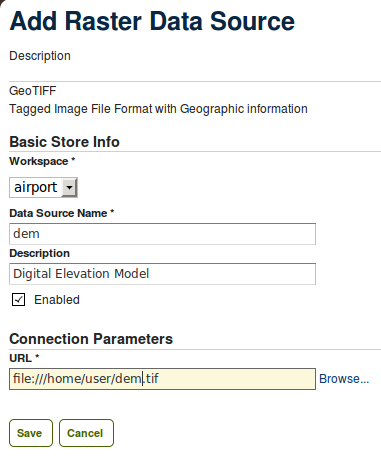 Add Raster Data Source
Description
GeoTIFF
Tagged Image File Format with Geographic information
Basic Store Info
Workspace *
airport
Data Source Name *
dem
Description
Digital Elevation Model
Enabled
Connection Parameters
URL *
file:///home/user/dem.tif Browse...
Save Cancel